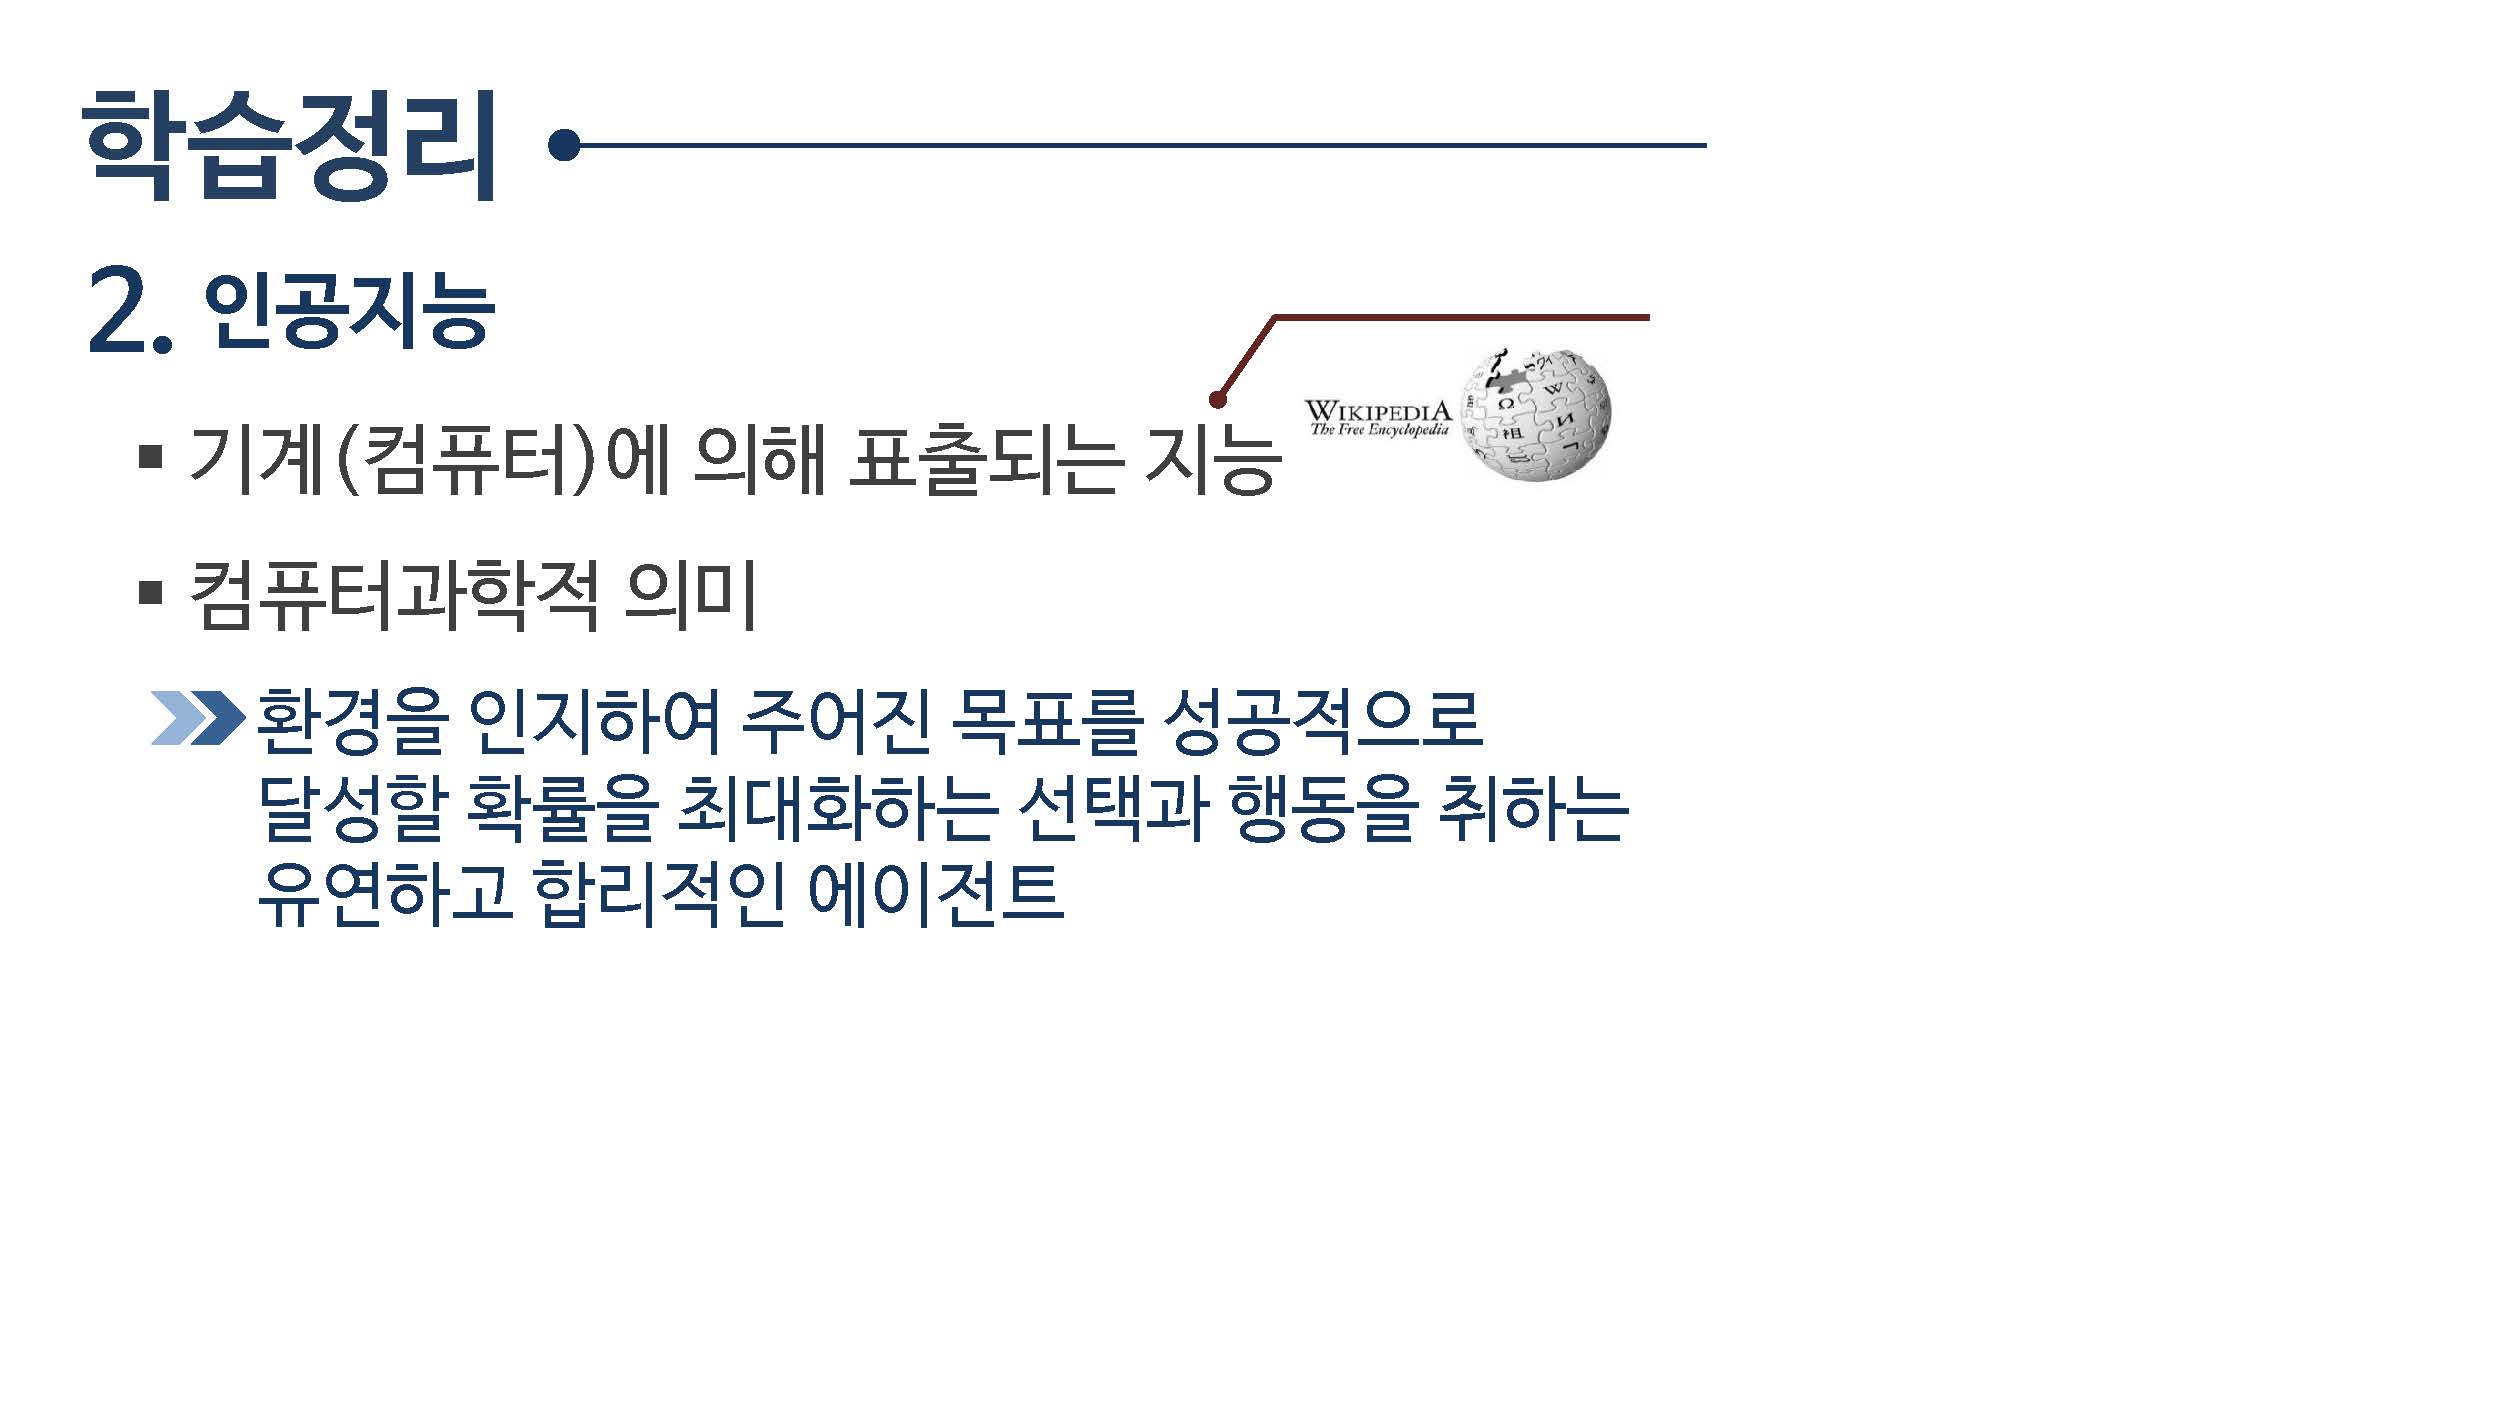 학습정리
2. 인공지능
WIKIPEDIA
The Free Encyclopedia
▪ 기계(컴퓨터)에 의해 표출되는 지능
▪ 컴퓨터과학적 의미
환경을 인지하여 주어진 목표를 성공적으로
달성할 확률을 최대화하는 선택과 행동을 취하는
유연하고 합리적인 에이전트